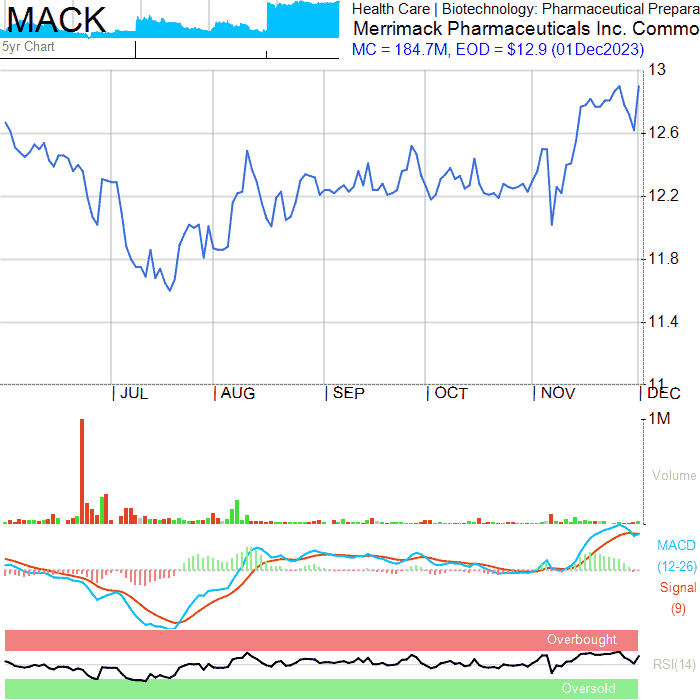 MACK
5yr Chart
Health Care | Biotechnology: Pharmaceutical Prepara
Merrimack Pharmaceuticals Inc. Commo
MC = 184.7M, EOD = $12.9 (01Dec2023)
13
12.6
12.2
11.8
11.4
11
JUL AUG SEP OCT NOV DEC
1M
Volume
MACD
(12-26)
Signal
(9)
Overbought
RSI(14)
Oversold